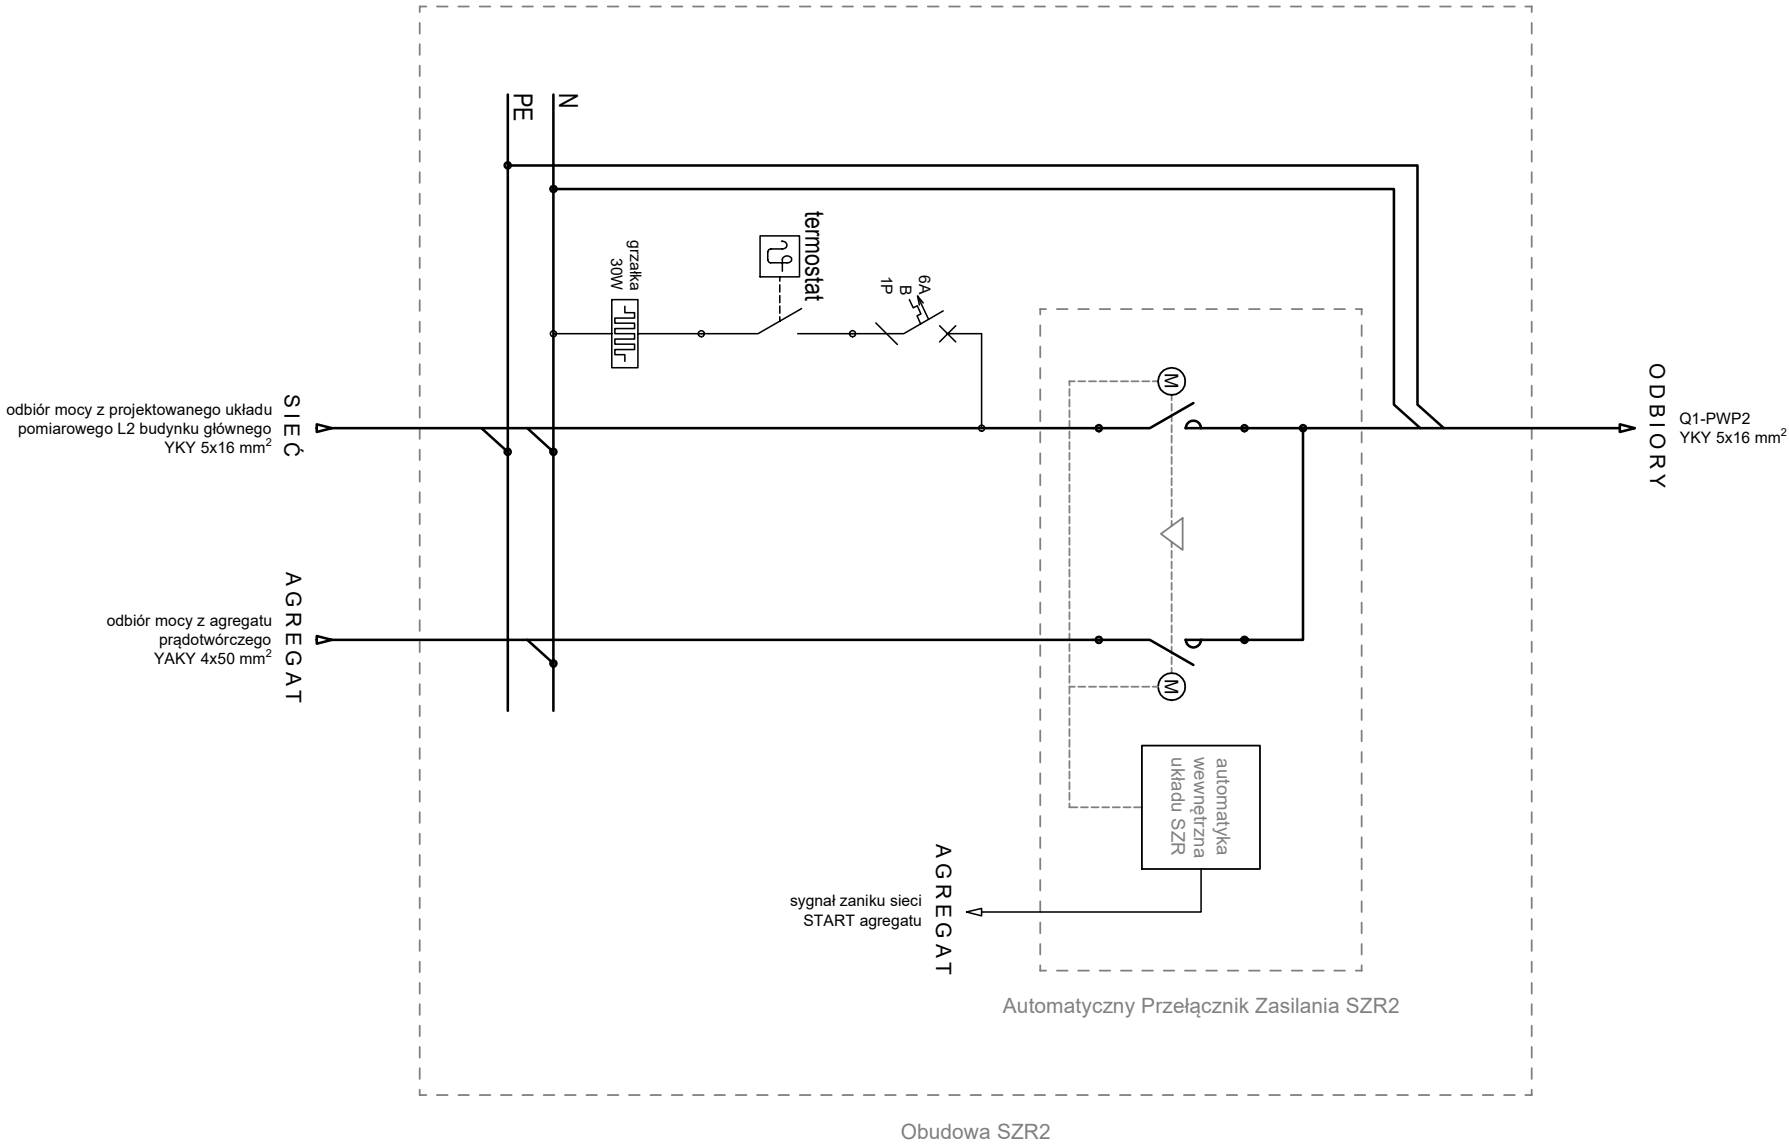 PE
N
termostat
grzałka
30W
6A
B
1P
M
SIEĆ
odbiór mocy z projektowanego układu
pomiarowego L2 budynku głównego
YKY 5x16 mm²
ODBIORY
Q1-PWP2
YKY 5x16 mm²
AGREGAT
odbiór mocy z agregatu
prądotwórczego
YAKY 4x50 mm²
M
automatyka
wewnętrzna
układu SZR
AGREGAT
sygnał zaniku sieci
START agregatu
Automatyczny Przełącznik Zasilania SZR2
Obudowa SZR2